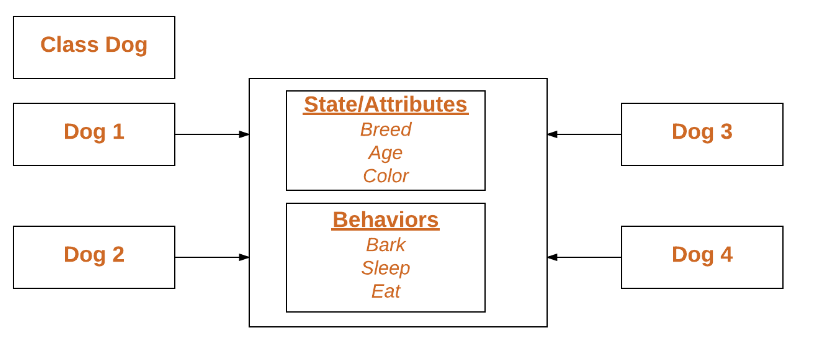 Class Dog
Dog 1
Dog 2
State/Attributes
Breed
Age
Color
Behaviors
Bark
Sleep
Eat
Dog 3
Dog 4